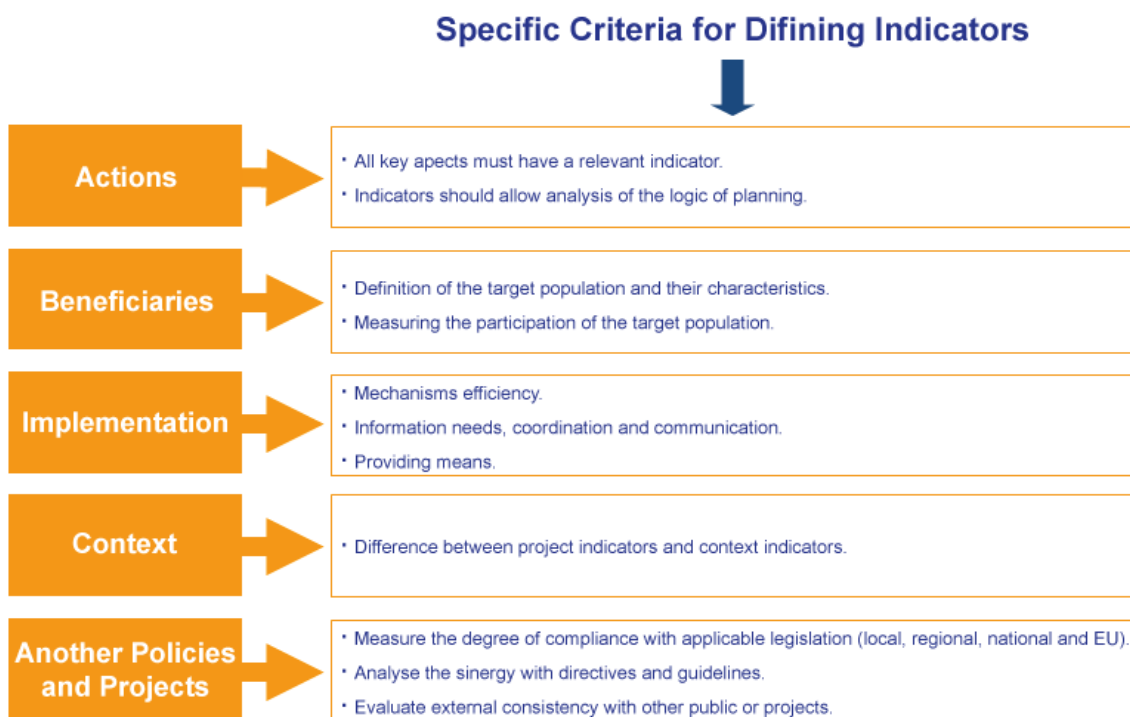 Specific Criteria for Difining Indicators
Actions
· All key apects must have a relevant indicator.
· Indicators should allow analysis of the logic of planning.
Beneficiaries
· Definition of the target population and their characteristics.
· Measuring the participation of the target population.
Implementation
· Mechanisms efficiency.
· Information needs, coordination and communication.
· Providing means.
Context
· Difference between project indicators and context indicators.
Another Policies
and Projects
· Measure the degree of compliance with applicable legislation (local, regional, national and EU).
· Analyse the sinergy with directives and guidelines.
· Evaluate external consistency with other public or projects.